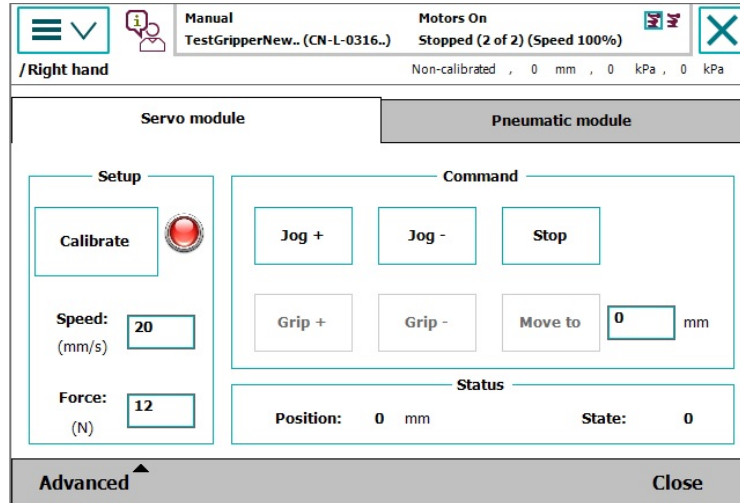 Manual
Motors On
TestGripperNew.. (CN-L-0316..)
Stopped (2 of 2) (Speed 100%)
/Right hand
Non-calibrated , 0 mm , 0 kPa , 0 kPa
Servo module
Pneumatic module
Setup
Command
Calibrate
Jog +
Jog -
Stop
Speed:
(mm/s)
20
Grip +
Grip -
Move to
0
mm
Force:
(N)
12
Status
Position: 0 mm
State: 0
Advanced
Close